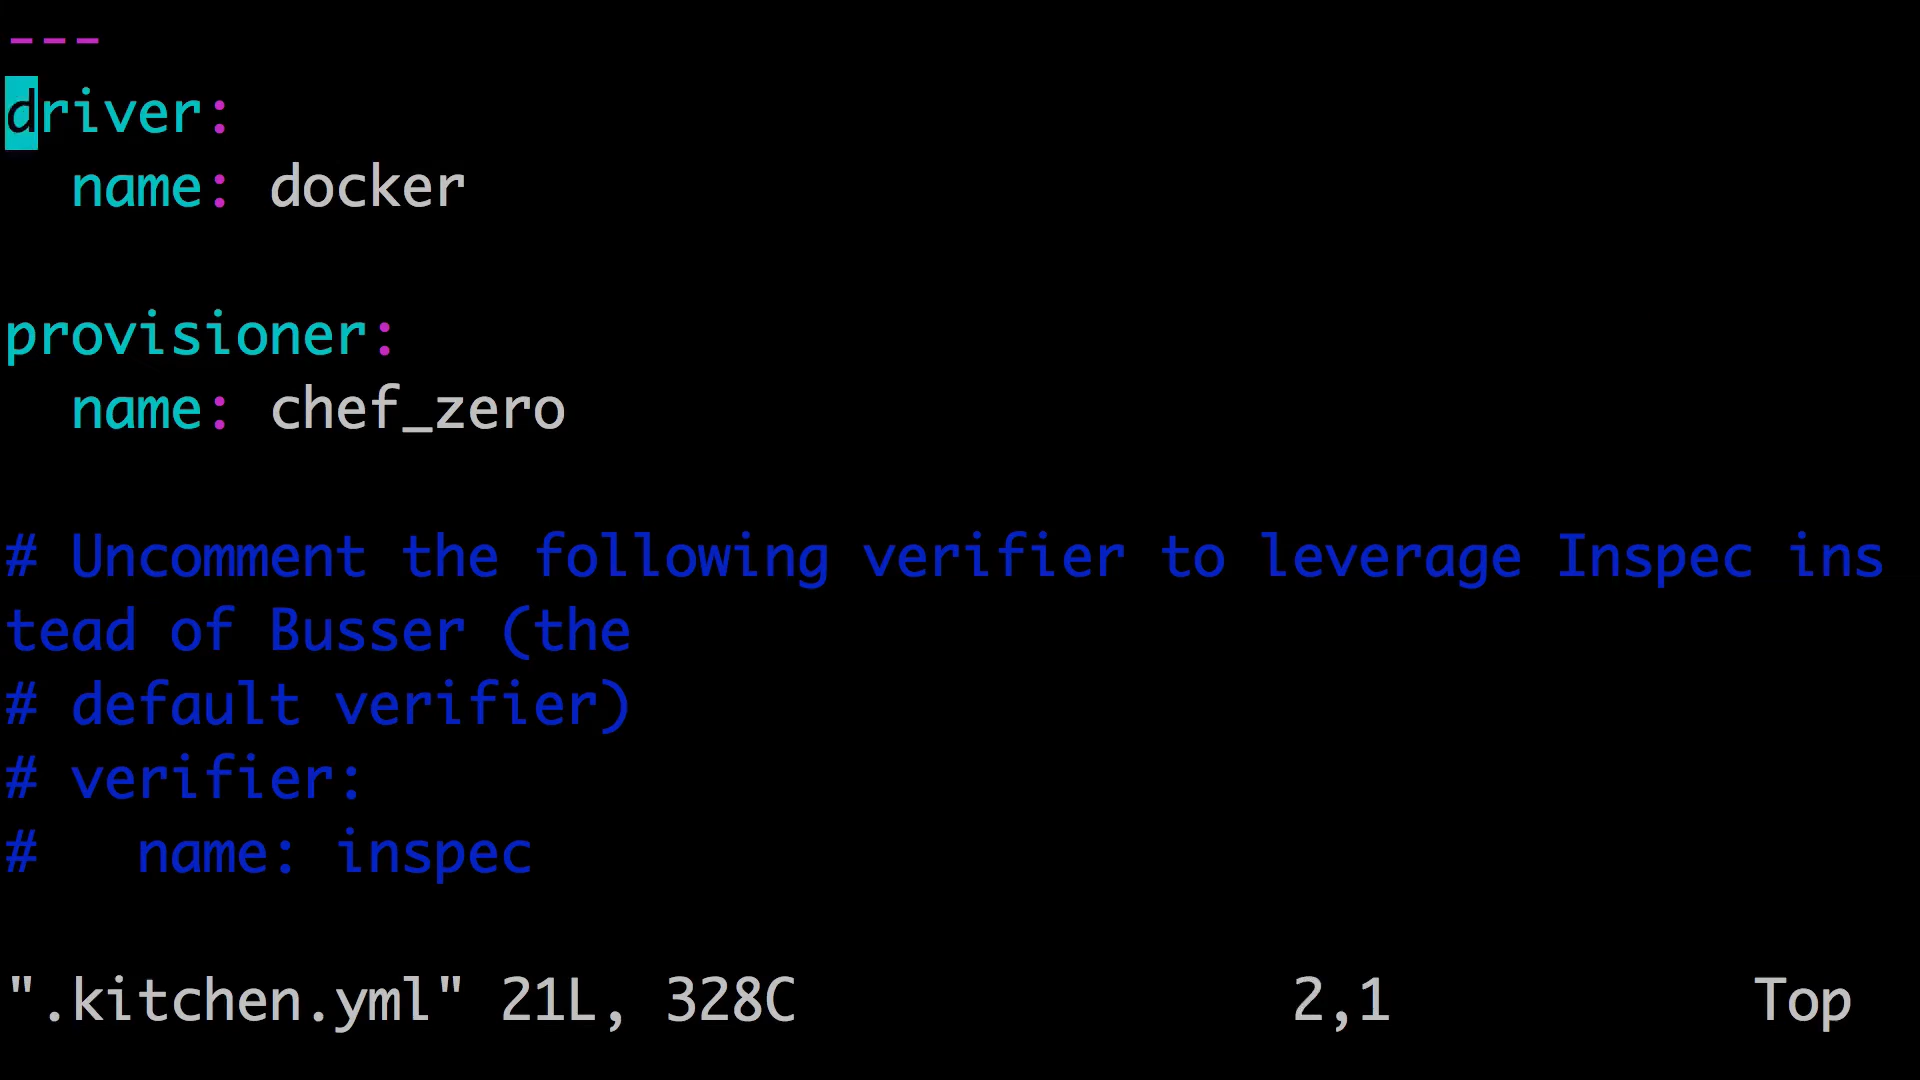 ---
driver:
  name: docker

provisioner:
  name: chef_zero

# Uncomment the following verifier to leverage Inspec ins
tead of Busser (the
# default verifier)
# verifier:
#   name: inspec

".kitchen.yml" 21L, 328C                2,1            Top